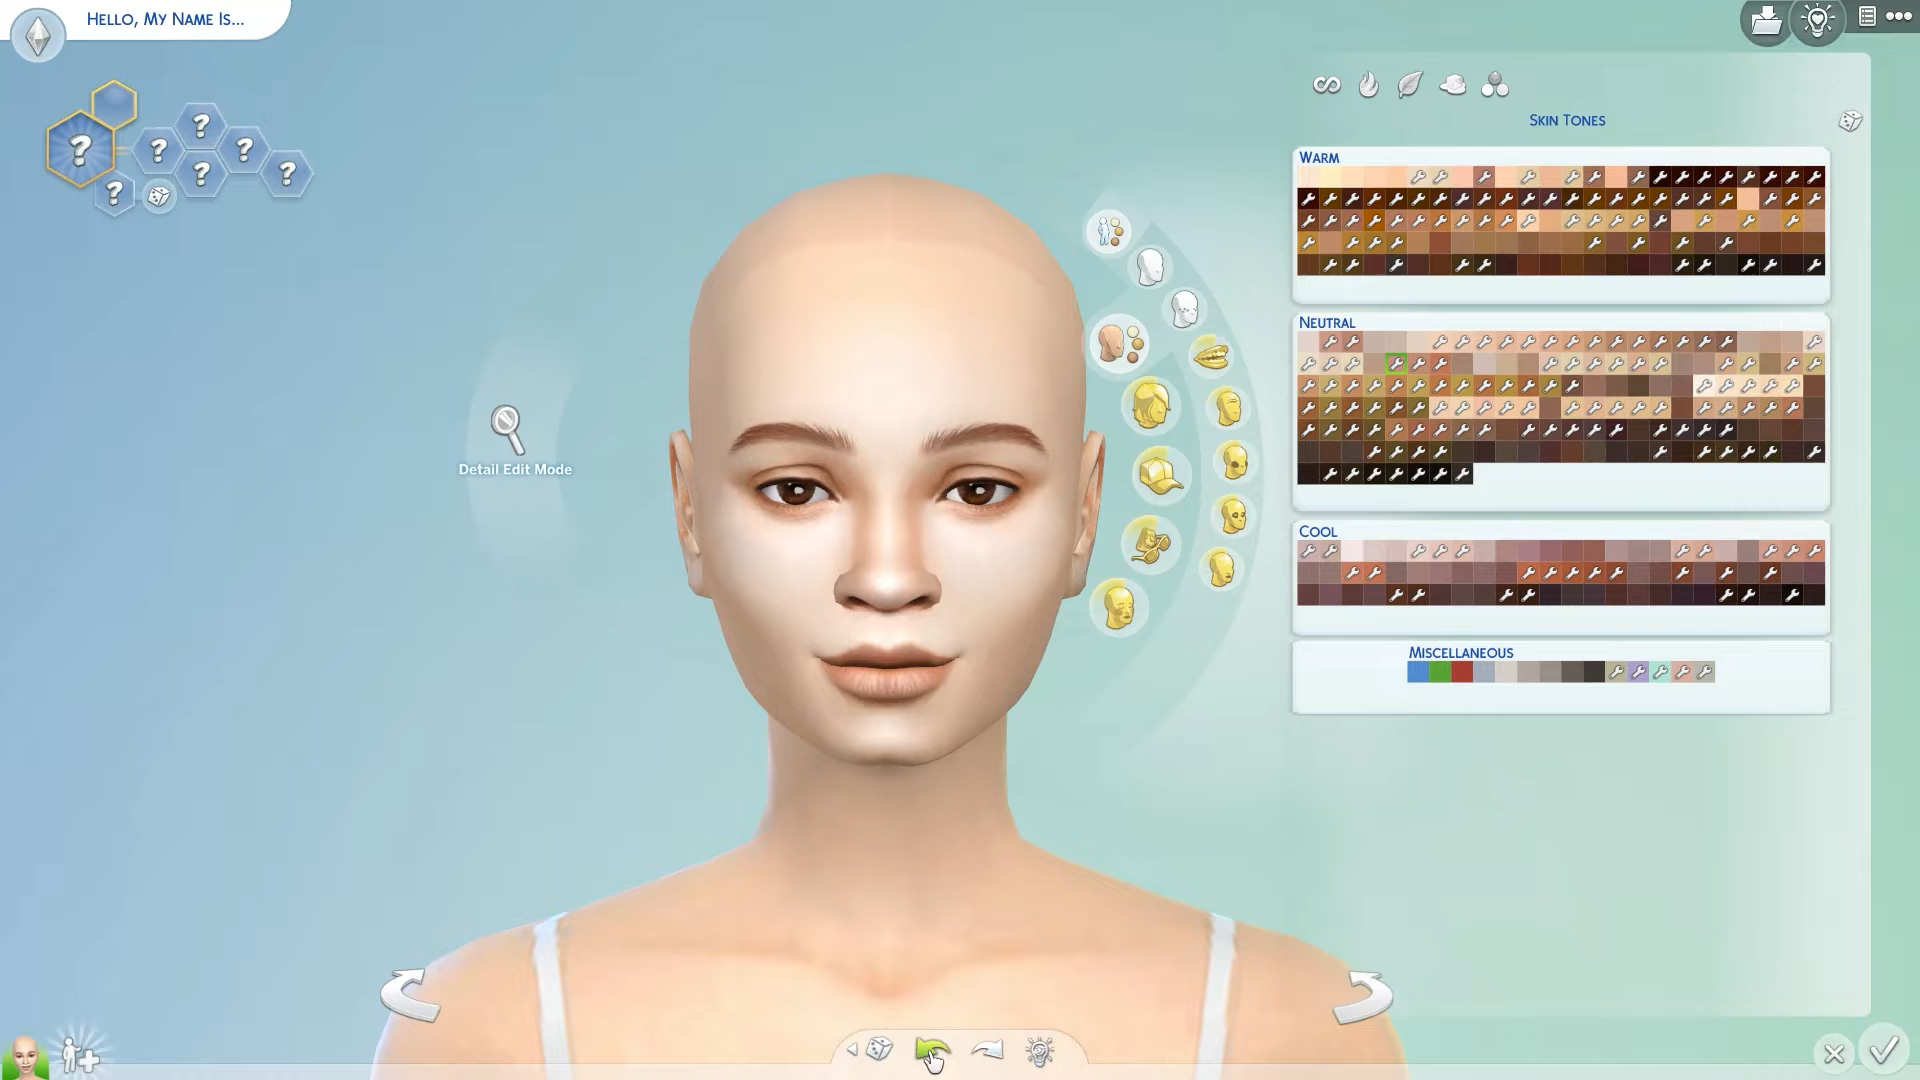 Hello, My Name Is...
Skin Tones
Warm
Neutral
Detail Edit Mode
Cool
Miscellaneous